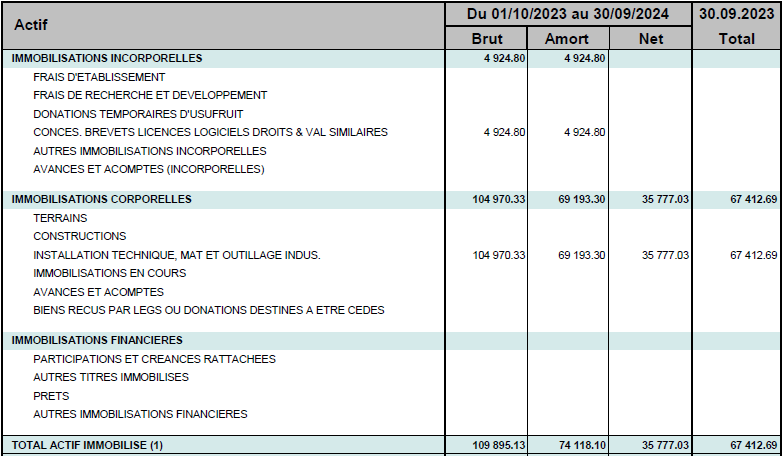 Actif Du 01/10/2023 au 30/09/2024 30.09.2023
Brut Amort Net Total
IMMOBILISATIONS INCORPORELLES 4 924.80 4 924.80
FRAIS D'ETABLISSEMENT
FRAIS DE RECHERCHE ET DEVELOPPEMENT
DONATIONS TEMPORAIRES D'USUFRUIT
CONCES. BREVETS LICENCES LOGICIELS DROITS & VAL SIMILAIRES 4 924.80 4 924.80
AUTRES IMMOBILISATIONS INCORPORELLES
AVANCES ET ACOMPTES (INCORPORELLES)
IMMOBILISATIONS CORPORELLES 104 970.33 69 193.30 35 777.03 67 412.69
TERRAINS
CONSTRUCTIONS
INSTALLATION TECHNIQUE, MAT ET OUTILLAGE INDUS. 104 970.33 69 193.30 35 777.03 67 412.69
IMMOBILISATIONS EN COURS
AVANCES ET ACOMPTES
BIENS RECUS PAR LEGS OU DONATIONS DESTINES A ETRE CEDES
IMMOBILISATIONS FINANCIERES
PARTICIPATIONS ET CREANCES RATTACHEES
AUTRES TITRES IMMOBILISES
PRETS
AUTRES IMMOBILISATIONS FINANCIERES
TOTAL ACTIF IMMOBILISE (1) 109 895.13 74 118.10 35 777.03 67 412.69